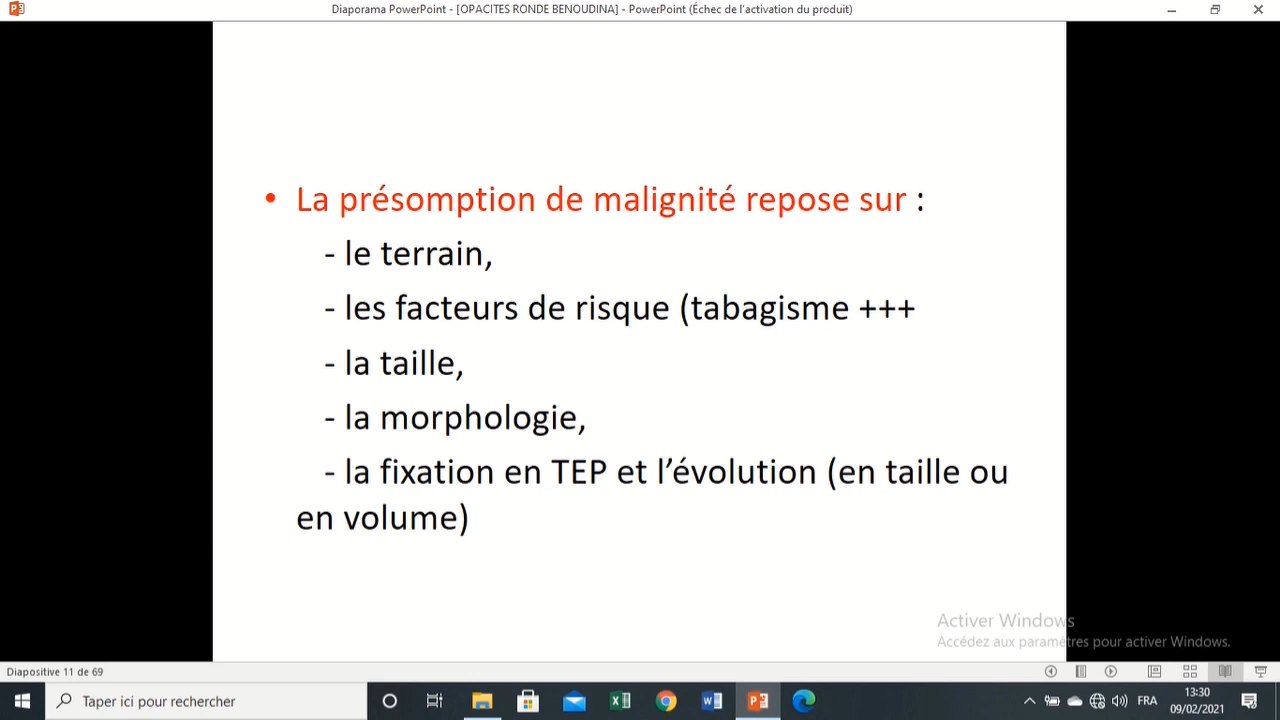 Diaporama PowerPoint - [OPACITES RONDE BENOUDINA] - PowerPoint (Échec de l'activation du produit)
• La présomption de malignité repose sur :
- le terrain,
- les facteurs de risque (tabagisme +++
- la taille,
- la morphologie,
- la fixation en TEP et l’évolution (en taille ou
en volume)
Activer Windows
Accédez aux paramètres pour activer Windows.
Diapositive 11 de 69
Taper ici pour rechercher
FRA
13:30
09/02/2021